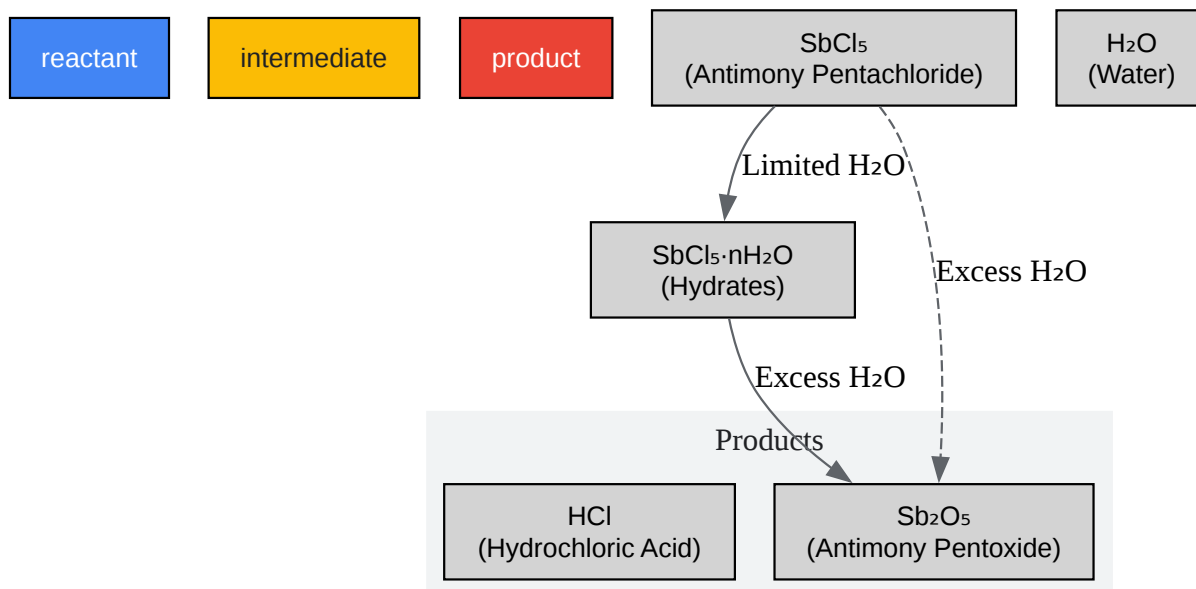 reactant
intermediate
product
SbCl₅
(Antimony Pentachloride)
H₂O
(Water)
Limited H₂O
SbCl₅·nH₂O
(Hydrates)
Excess H₂O
Excess H₂O
Products
HCl
(Hydrochloric Acid)
Sb₂O₅
(Antimony Pentoxide)